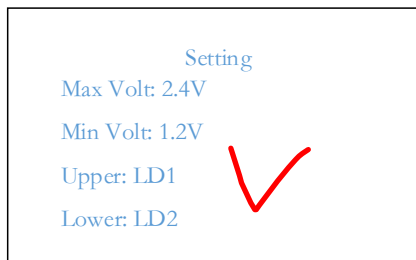 Setting
Max Volt: 2.4V
Min Volt: 1.2V
Upper: LD1
Lower: LD2